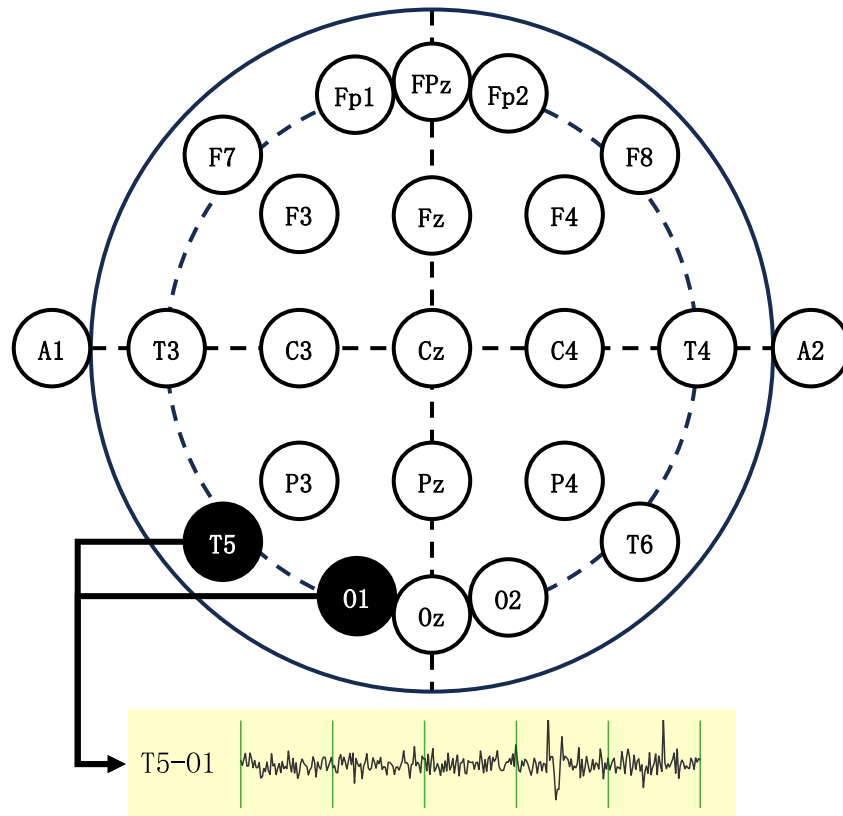 Fp1 FPz Fp2
F7 F8
F3 Fz F4
A1 T3 C3 Cz C4 T4 A2
P3 Pz P4
T5 T6
O1 Oz O2
T5-O1